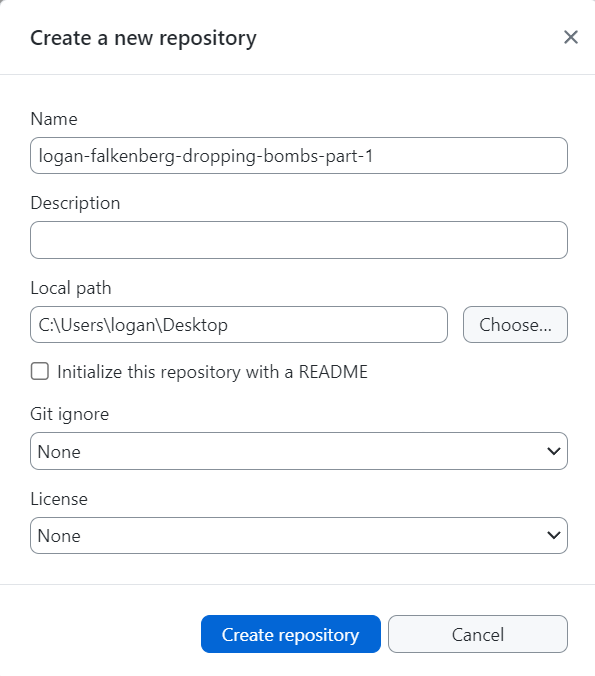 Create a new repository
Name
logan-falkenberg-dropping-bombs-part-1
Description
Local path
C:\Users\logan\Desktop
Choose...
Initialize this repository with a README
Git ignore
None
License
None
Create repository
Cancel